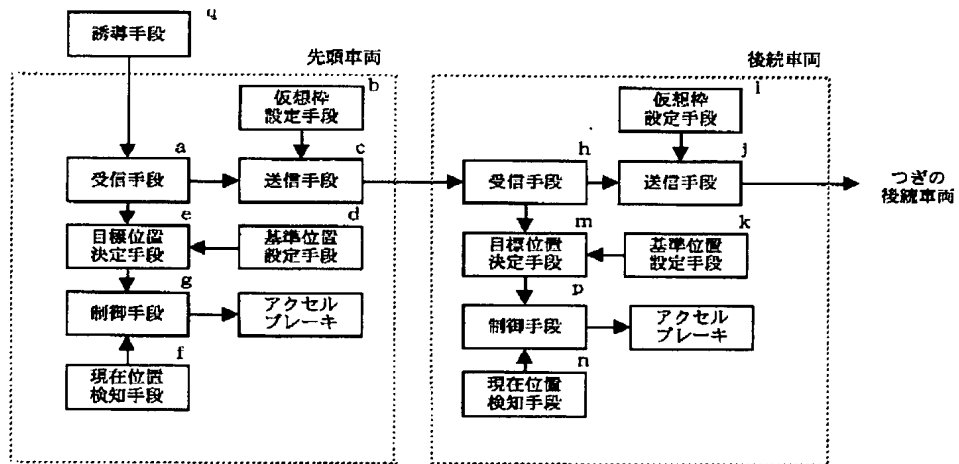 q
誘導手段
先頭車両
後続車両
b
仮想枠
設定手段
i
仮想枠
設定手段
a
受信手段
c
送信手段
h
受信手段
j
送信手段
つぎの
後続車両
e
目標位置
決定手段
d
基準位置
設定手段
m
目標位置
決定手段
k
基準位置
設定手段
g
制御手段
アクセル
ブレーキ
p
制御手段
アクセル
ブレーキ
f
現在位置
検知手段
n
現在位置
検知手段